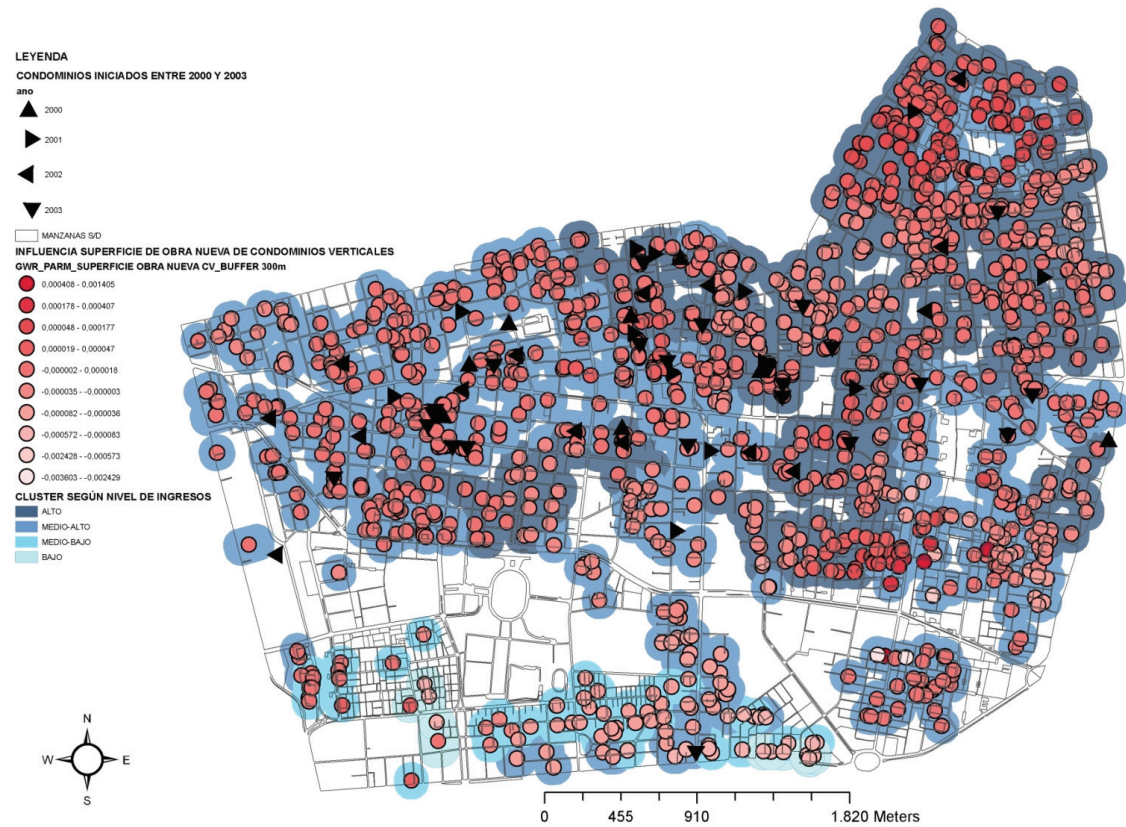 LEYENDA
CONDOMINIOS INICIADOS ENTRE 2000 Y 2003
ano
2000
2001
2002
2003
MANZANAS S/D
INFLUENCIA SUPERFICIE DE OBRA NUEVA DE CONDOMINIOS VERTICALES
GWR_PARM_SUPERFICIE OBRA NUEVA CV_BUFFER 300m
0,000408 - 0,001405
0,000178 - 0,000407
0,000048 - 0,000177
0,000019 - 0,000047
-0,000002 - 0,000018
-0,000035 - -0,000003
-0,000082 - -0,000036
-0,000572 - -0,000083
-0,002428 - -0,000573
-0,003603 - -0,002429
CLUSTER SEGÚN NIVEL DE INGRESOS
ALTO
MEDIO-ALTO
MEDIO-BAJO
BAJO
N
W E
S
0 455 910 1.820 Meters